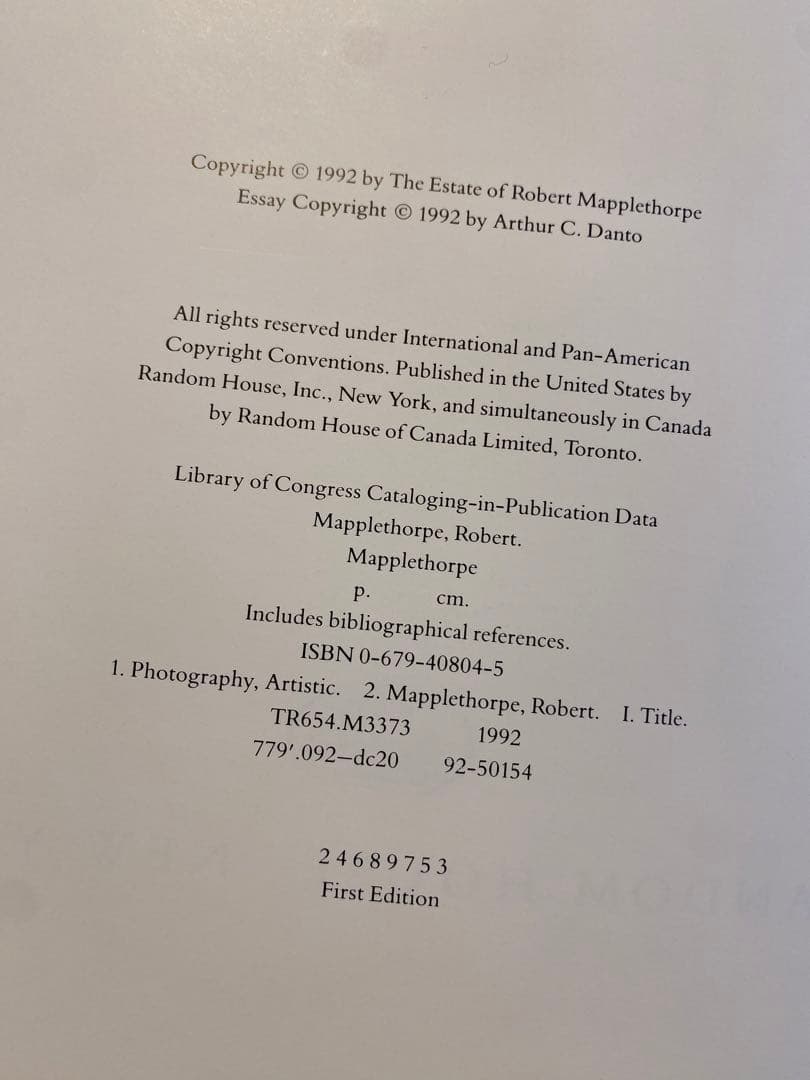 Copyright © 1992 by The Estate of Robert Mapplethorpe
Essay Copyright © 1992 by Arthur C. Danto
All rights reserved under International and Pan-American
Copyright Conventions. Published in the United States by
Random House, Inc., New York, and simultaneously in Canada
by Random House of Canada Limited, Toronto.
Library of Congress Cataloging-in-Publication Data
Mapplethorpe, Robert.
Mapplethorpe
p. cm.
Includes bibliographical references.
ISBN 0-679-40804-5
1. Photography, Artistic. 2. Mapplethorpe, Robert. I. Title.
TR654.M3373 1992
779′.092—dc20 92-50154
2 4 6 8 9 7 5 3
First Edition